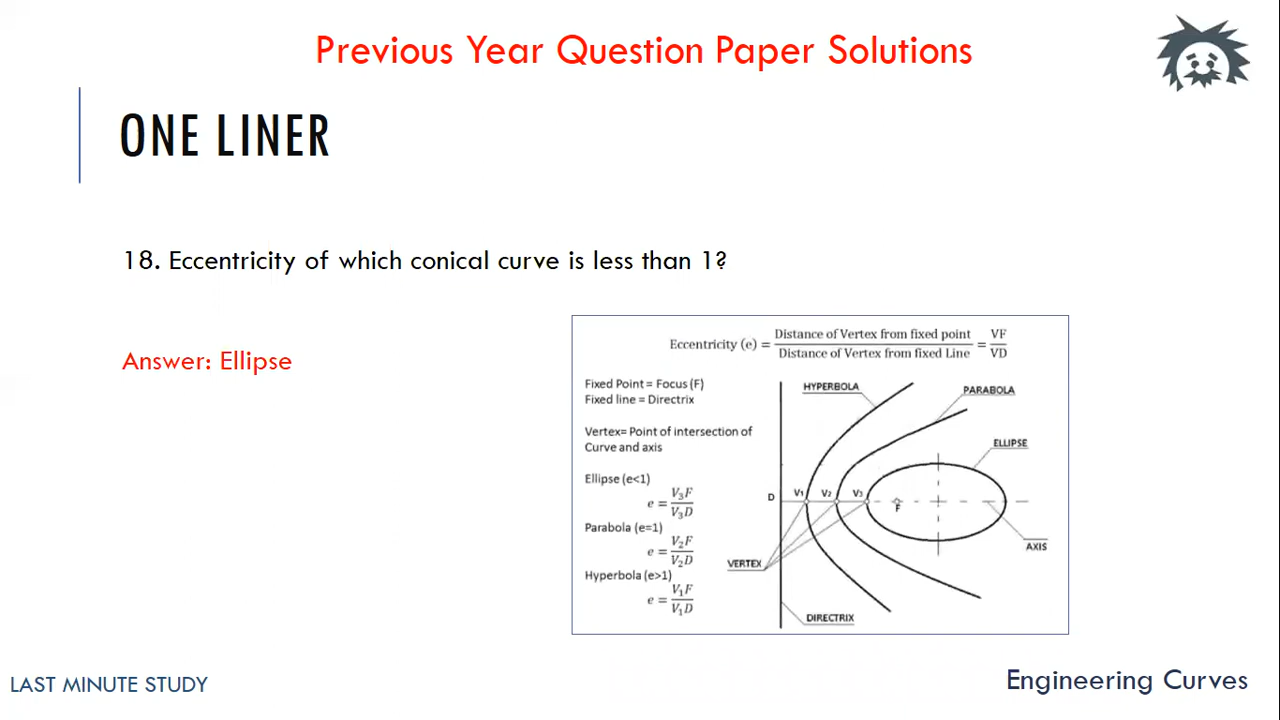 Previous Year Question Paper Solutions
ONE LINER
18. Eccentricity of which conical curve is less than 1?
Answer: Ellipse
Eccentricity (e) = Distance of Vertex from fixed point / Distance of Vertex from fixed Line = VF / VD
Fixed Point = Focus (F)
Fixed line = Directrix
Vertex= Point of intersection of
Curve and axis
Ellipse (e<1)
e = V₃F / V₃D
Parabola (e=1)
e = V₂F / V₂D
Hyperbola (e>1)
e = V₁F / V₁D
HYPERBOLA
PARABOLA
ELLIPSE
D
V₁
V₂
V₃
F
AXIS
VERTEX
DIRECTRIX
LAST MINUTE STUDY
Engineering Curves